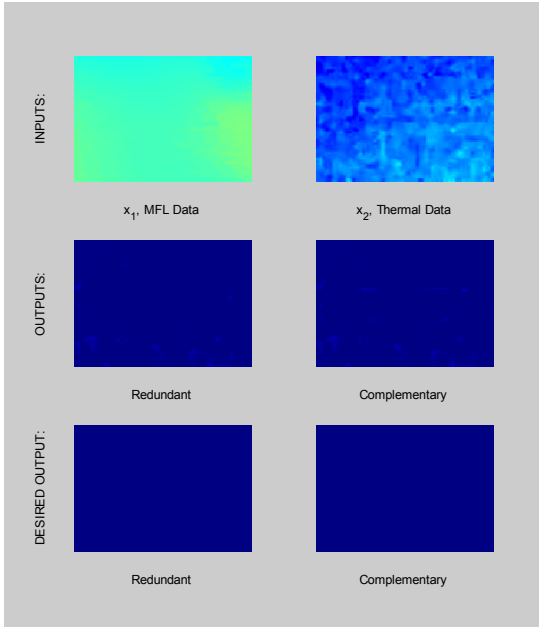 INPUTS:
x1, MFL Data
x2, Thermal Data
OUTPUTS:
Redundant
Complementary
DESIRED OUTPUT:
Redundant
Complementary